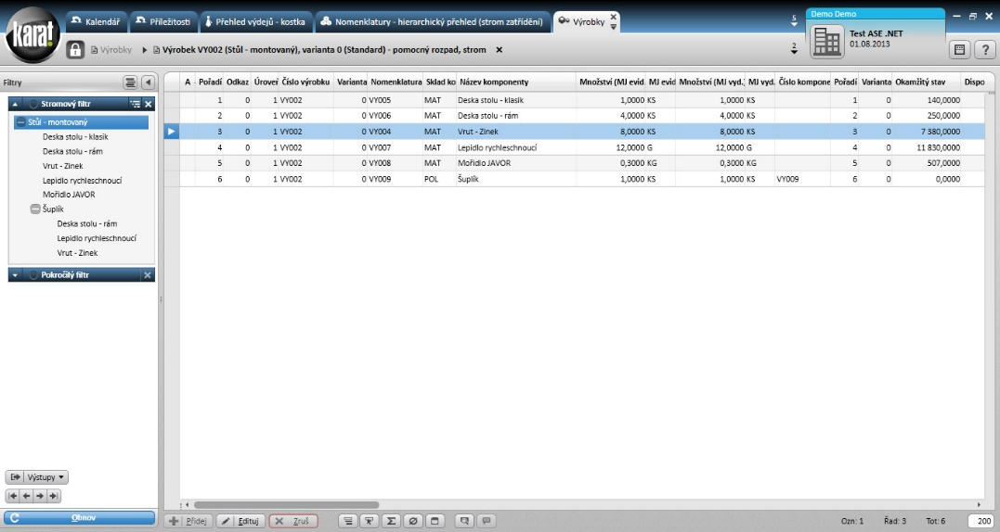 karat
Kalendář
Příležitosti
Přehled výdejů - kostka
Nomenklatury - hierarchický přehled (strom zatřídění)
Výrobky
5
Demo Demo
Test ASE .NET
01.08.2013
Výrobky
Výrobek VY002 (Stůl - montovaný), varianta 0 (Standard) - pomocný rozpad, strom
2
?
Filtry
Stromový filtr
Stůl - montovaný
Deska stolu - klasik
Deska stolu - rám
Vrut - Zinek
Lepidlo rychleschnoucí
Mořidlo JAVOR
Šuplík
Deska stolu - rám
Lepidlo rychleschnoucí
Vrut - Zinek
Pokročilý filtr
A Pořadí Odkaz Úroveň Číslo výrobku Varianta Nomenklatura Sklad ko Název komponenty Množství (MJ evid. MJ evid Množství (MJ vyd.) MJ vyd. Číslo kompone Pořadí Varianta Okamžitý stav Dispo
1 0 1 VY002 0 VY005 MAT Deska stolu - klasik 1,0000 KS 1,0000 KS 1 0 140,0000
2 0 1 VY002 0 VY006 MAT Deska stolu - rám 4,0000 KS 4,0000 KS 2 0 250,0000
3 0 1 VY002 0 VY004 MAT Vrut - Zinek 8,0000 KS 8,0000 KS 3 0 7 380,0000
4 0 1 VY002 0 VY007 MAT Lepidlo rychleschnoucí 12,0000 G 12,0000 G 4 0 11 830,0000
5 0 1 VY002 0 VY008 MAT Mořidlo JAVOR 0,3000 KG 0,3000 KG 5 0 507,0000
6 0 1 VY002 0 VY009 POL Šuplík 1,0000 KS 1,0000 KS VY009 6 0 0,0000
Výstupy
Obnov
Přidej
Edituj
Zruš
Ozn: 1
Řad: 3
Tot: 6
200